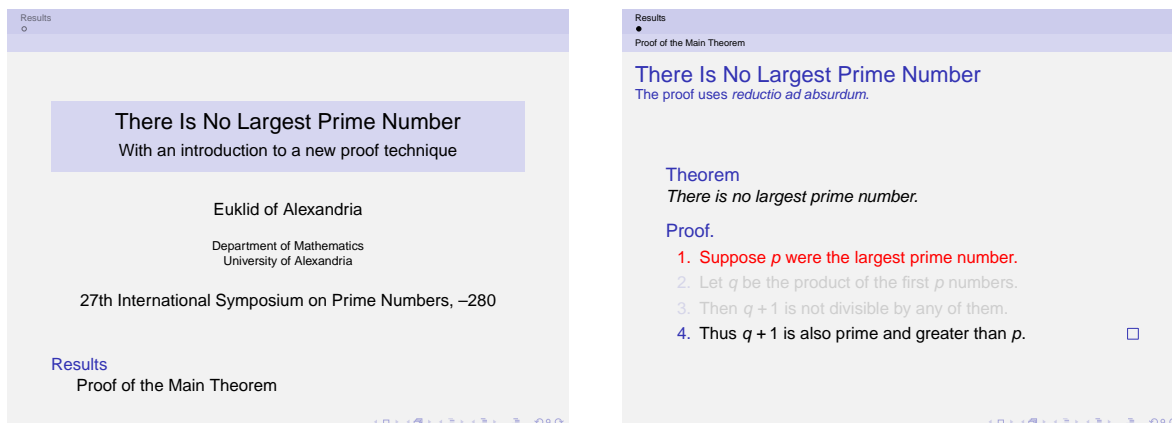 Results
There Is No Largest Prime Number
With an introduction to a new proof technique
Euklid of Alexandria
Department of Mathematics
University of Alexandria
27th International Symposium on Prime Numbers, –280
Results
Proof of the Main Theorem
Results
Proof of the Main Theorem
There Is No Largest Prime Number
The proof uses reductio ad absurdum.
Theorem
There is no largest prime number.
Proof.
1. Suppose p were the largest prime number.
2. Let q be the product of the first p numbers.
3. Then q + 1 is not divisible by any of them.
4. Thus q + 1 is also prime and greater than p.